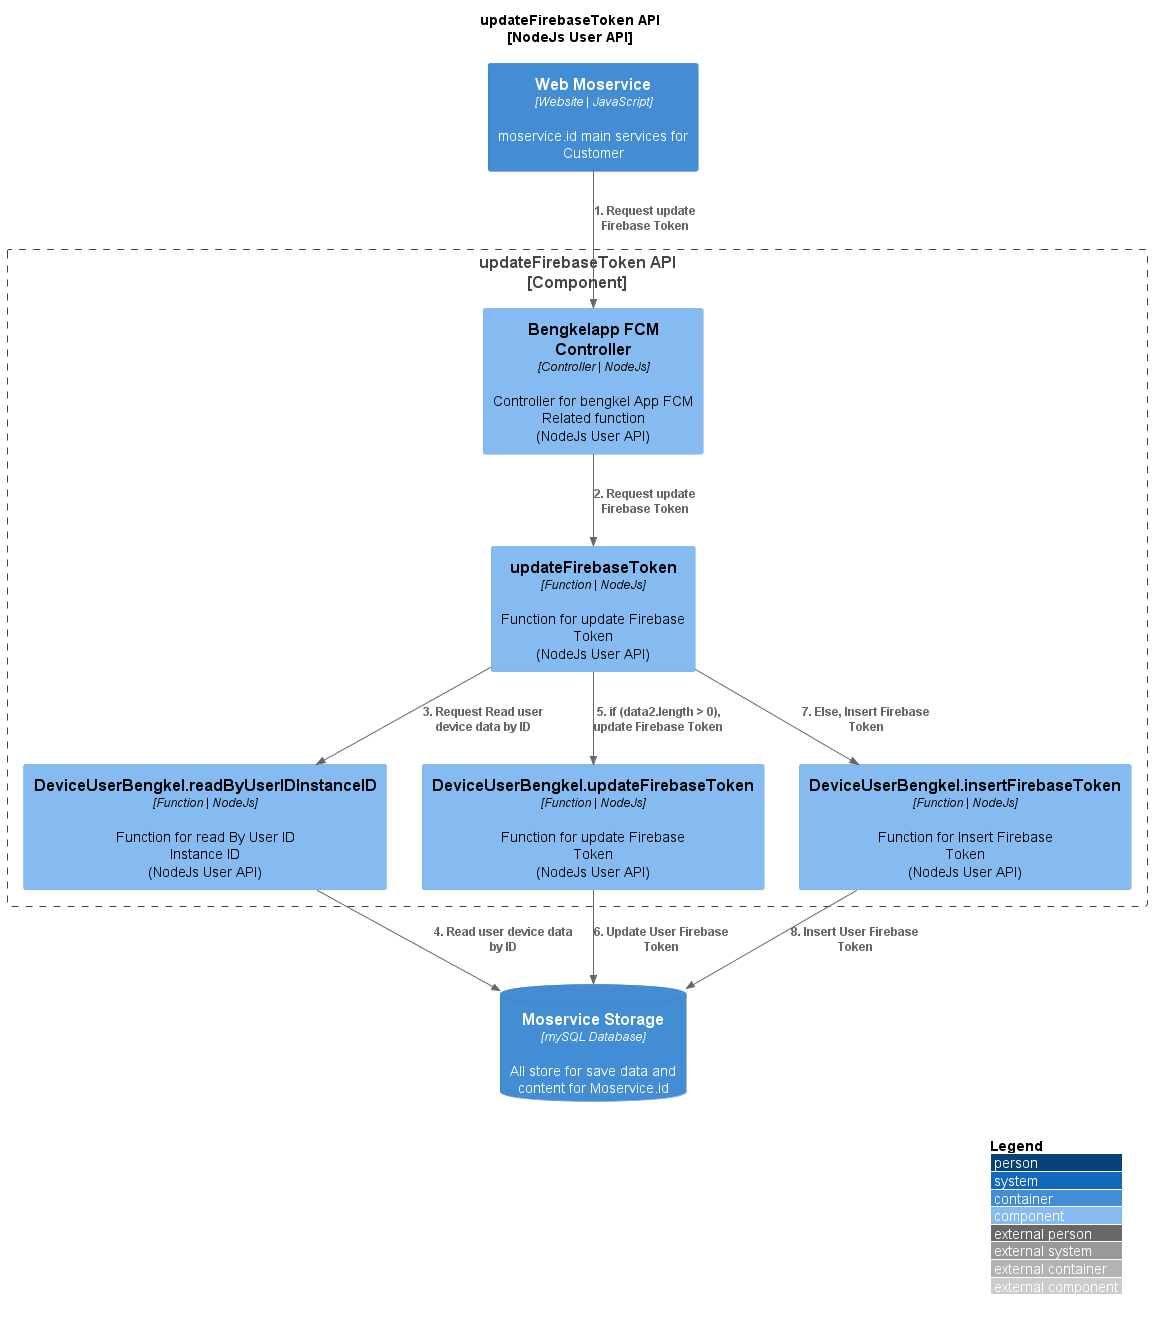 updateFirebaseToken API
[NodeJs User API]
Web Moservice
[Website | JavaScript]
moservice.id main services for
Customer
1. Request update
Firebase Token
updateFirebaseToken API
[Component]
Bengkelapp FCM
Controller
[Controller | NodeJs]
Controller for bengkel App FCM
Related function
(NodeJs User API)
2. Request update
Firebase Token
updateFirebaseToken
[Function | NodeJs]
Function for update Firebase
Token
(NodeJs User API)
3. Request Read user
device data by ID
5. if (data2.length > 0),
update Firebase Token
7. Else, Insert Firebase
Token
DeviceUserBengkel.readByUserIDInstanceID
[Function | NodeJs]
Function for read By User ID
Instance ID
(NodeJs User API)
DeviceUserBengkel.updateFirebaseToken
[Function | NodeJs]
Function for update Firebase
Token
(NodeJs User API)
DeviceUserBengkel.insertFirebaseToken
[Function | NodeJs]
Function for Insert Firebase
Token
(NodeJs User API)
4. Read user device data
by ID
6. Update User Firebase
Token
8. Insert User Firebase
Token
Moservice Storage
[mySQL Database]
All store for save data and
content for Moservice.id
Legend
person
system
container
component
external person
external system
external container
external component